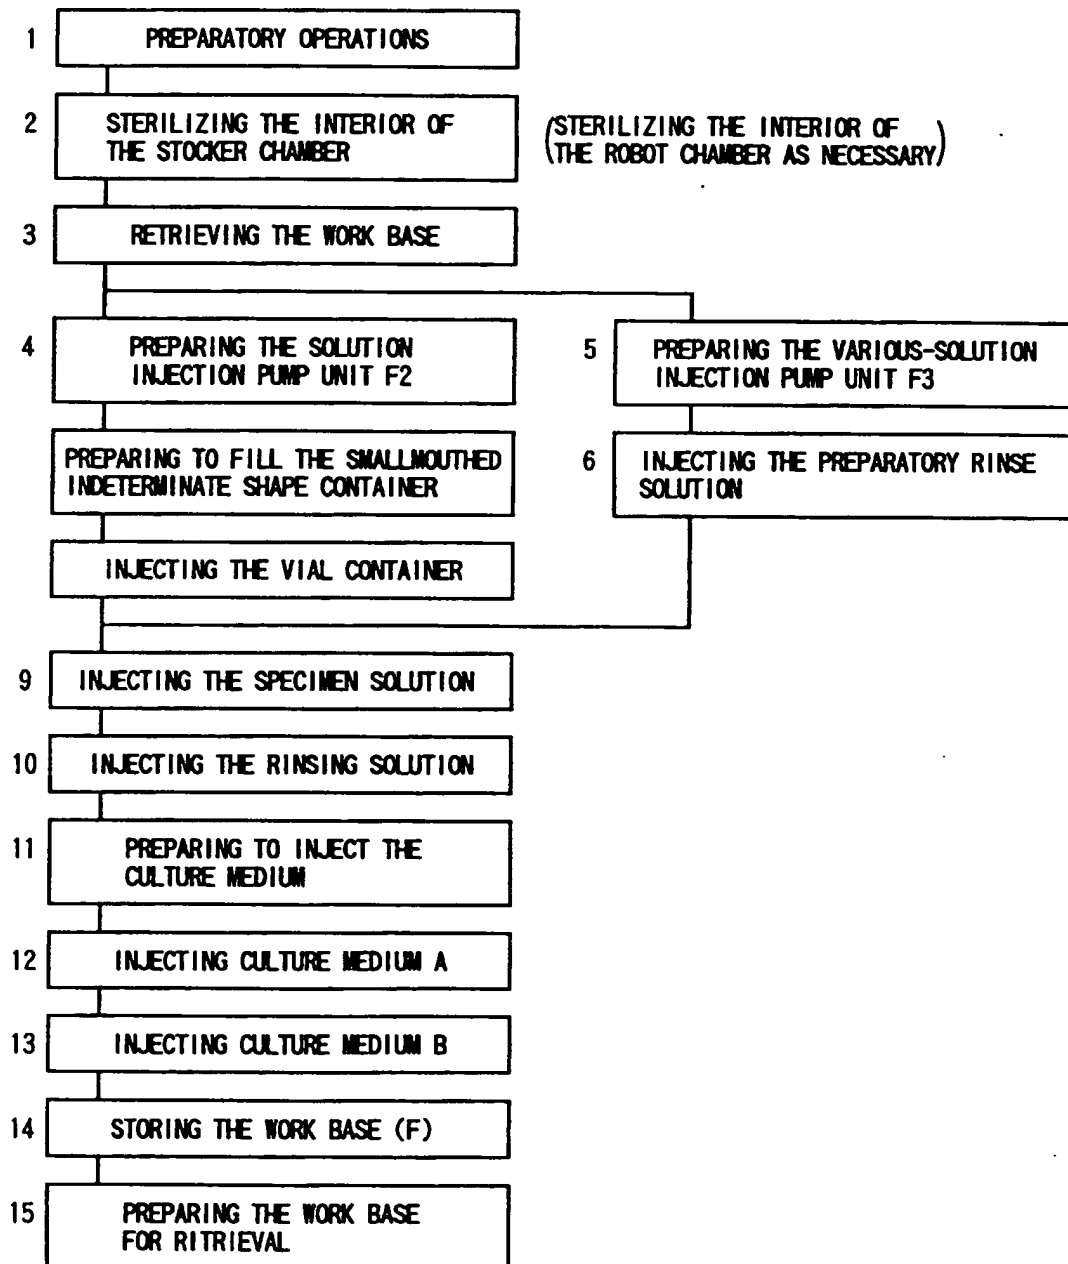 1 PREPARATORY OPERATIONS
2 STERILIZING THE INTERIOR OF
THE STOCKER CHAMBER
(STERILIZING THE INTERIOR OF
THE ROBOT CHAMBER AS NECESSARY)
3 RETRIEVING THE WORK BASE
4 PREPARING THE SOLUTION
INJECTION PUMP UNIT F2
5 PREPARING THE VARIOUS-SOLUTION
INJECTION PUMP UNIT F3
PREPARING TO FILL THE SMALLMOUTHED
INDETERMINATE SHAPE CONTAINER
6 INJECTING THE PREPARATORY RINSE
SOLUTION
INJECTING THE VIAL CONTAINER
9 INJECTING THE SPECIMEN SOLUTION
10 INJECTING THE RINSING SOLUTION
11 PREPARING TO INJECT THE
CULTURE MEDIUM
12 INJECTING CULTURE MEDIUM A
13 INJECTING CULTURE MEDIUM B
14 STORING THE WORK BASE (F)
15 PREPARING THE WORK BASE
FOR RITRIEVAL